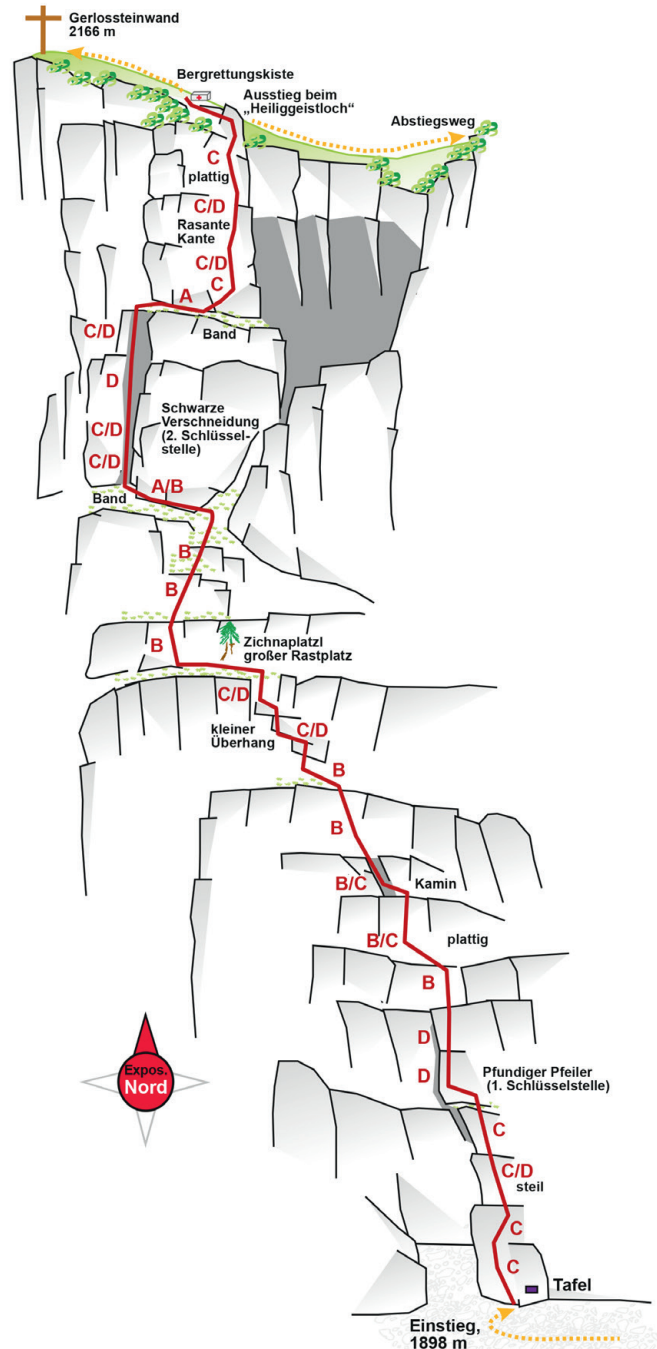 Gerlossteinwand
2166 m
Bergrettungskiste
Ausstieg beim
„Heiliggeistloch“
Abstiegsweg
C
plattig
C/D
Rasante
Kante
C/D
C
A
C/D
Band
D
Schwarze
Verschneidung
(2. Schlüssel-
stelle)
C/D
C/D
A/B
Band
B
B
B
Zichnaplatzl
großer Rastplatz
C/D
kleiner
Überhang
C/D
B
B
B/C
Kamin
B/C
plattig
B
D
Expos.
Nord
D
Pfundiger Pfeiler
(1. Schlüsselstelle)
C
C/D
steil
C
C
Tafel
Einstieg,
1898 m